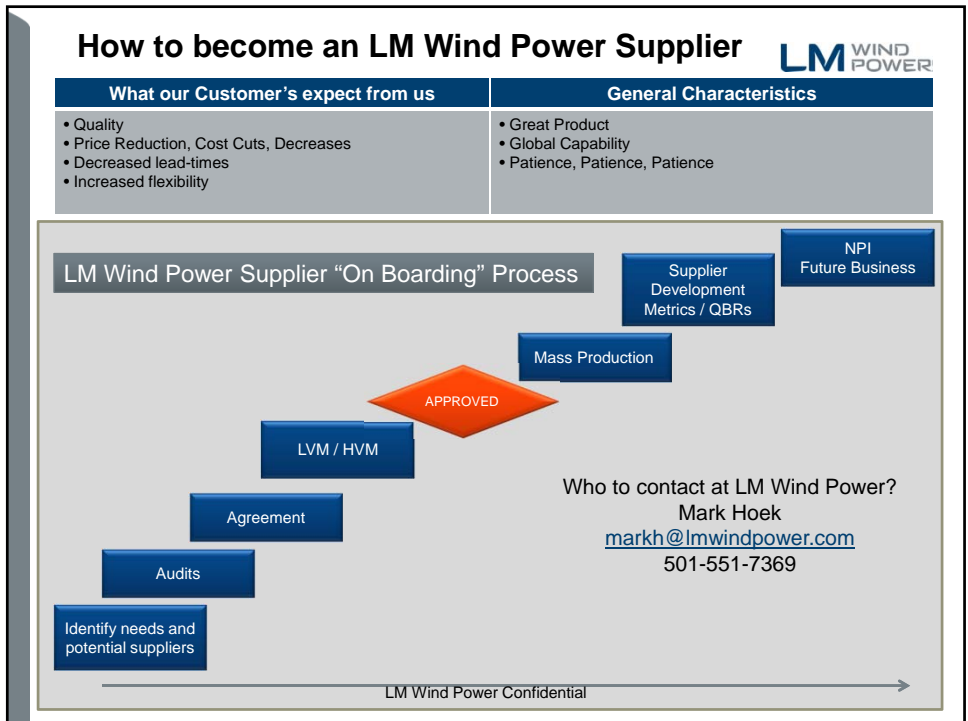 How to become an LM Wind Power Supplier
LM WIND
POWER
What our Customer's expect from us
General Characteristics
• Quality
• Price Reduction, Cost Cuts, Decreases
• Decreased lead-times
• Increased flexibility
• Great Product
• Global Capability
• Patience, Patience, Patience
LM Wind Power Supplier “On Boarding” Process
NPI
Future Business
Supplier
Development
Metrics / QBRs
Mass Production
APPROVED
LVM / HVM
Agreement
Audits
Identify needs and
potential suppliers
Who to contact at LM Wind Power?
Mark Hoek
markh@lmwindpower.com
501-551-7369
LM Wind Power Confidential